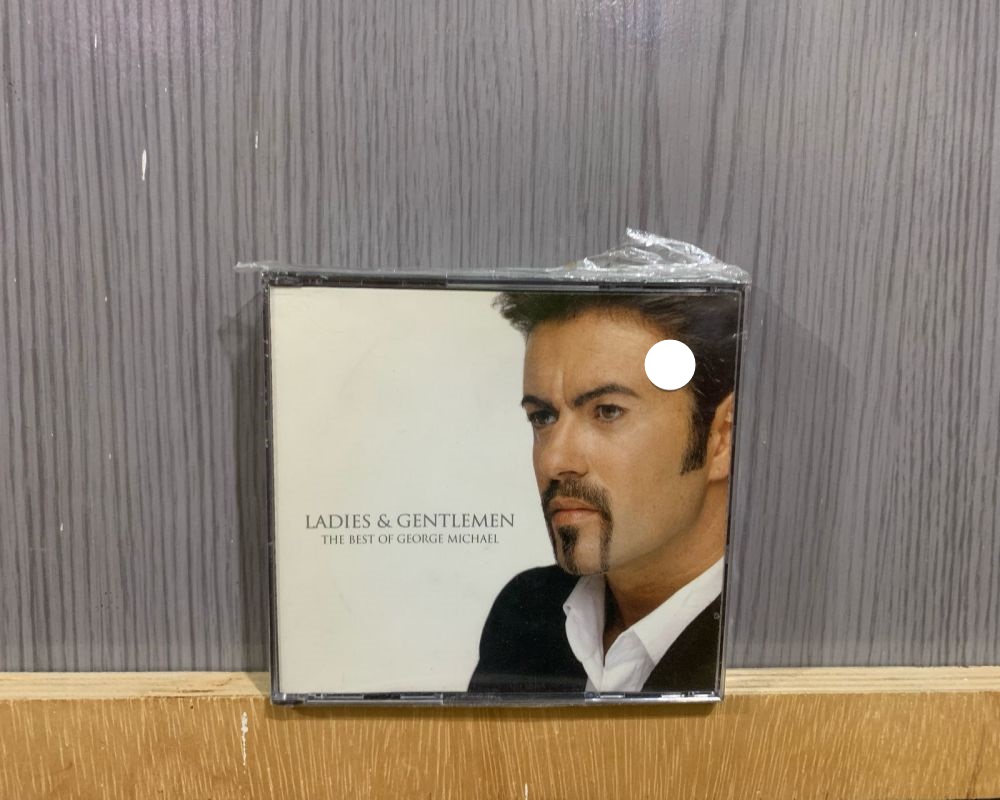 LADIES & GENTLEMEN
THE BEST OF GEORGE MICHAEL